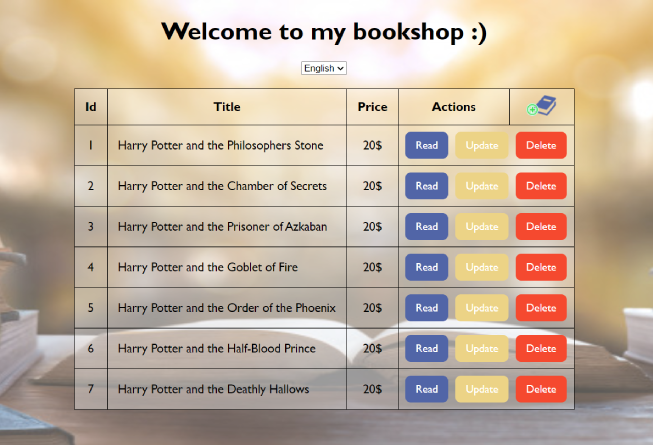 Welcome to my bookshop :)
English
Id Title Price Actions
1 Harry Potter and the Philosophers Stone 20$ Read Update Delete
2 Harry Potter and the Chamber of Secrets 20$ Read Update Delete
3 Harry Potter and the Prisoner of Azkaban 20$ Read Update Delete
4 Harry Potter and the Goblet of Fire 20$ Read Update Delete
5 Harry Potter and the Order of the Phoenix 20$ Read Update Delete
6 Harry Potter and the Half-Blood Prince 20$ Read Update Delete
7 Harry Potter and the Deathly Hallows 20$ Read Update Delete